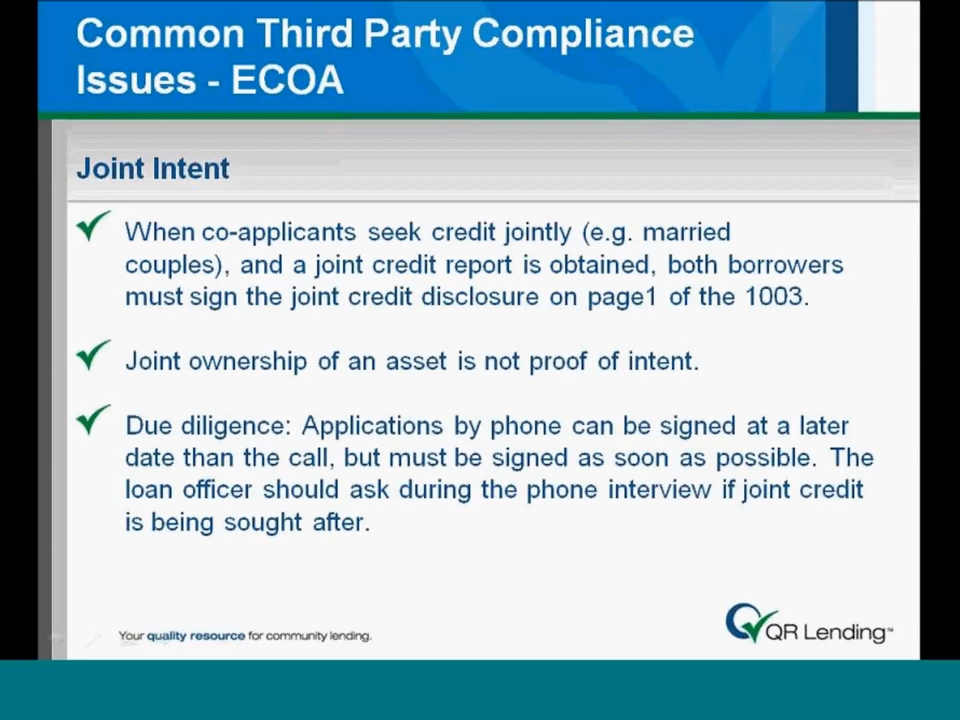 Common Third Party Compliance
Issues - ECOA
Joint Intent
When co-applicants seek credit jointly (e.g. married
couples), and a joint credit report is obtained, both borrowers
must sign the joint credit disclosure on page1 of the 1003.
Joint ownership of an asset is not proof of intent.
Due diligence: Applications by phone can be signed at a later
date than the call, but must be signed as soon as possible. The
loan officer should ask during the phone interview if joint credit
is being sought after.
Your quality resource for community lending.
QR Lending™